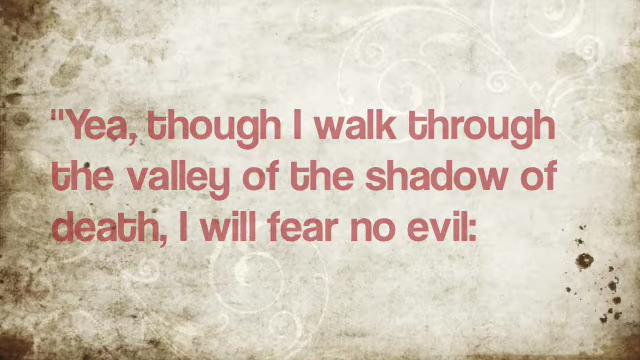 "Yea, though I walk through
the valley of the shadow of
death, I will fear no evil: